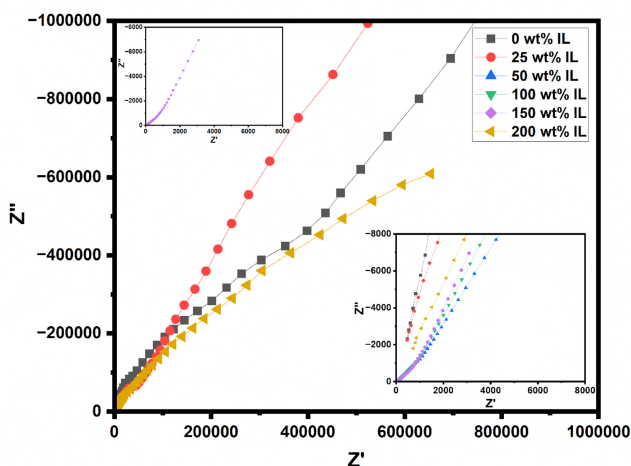 -1000000
-800000
-600000
-400000
-200000
0
Z''
0
200000
400000
600000
800000
1000000
Z'
0 wt% IL
25 wt% IL
50 wt% IL
100 wt% IL
150 wt% IL
200 wt% IL
-8000
-6000
-4000
-2000
0
Z''
0
2000
4000
6000
8000
Z'
-8000
-6000
-4000
-2000
0
Z''
0
2000
4000
6000
8000
Z'